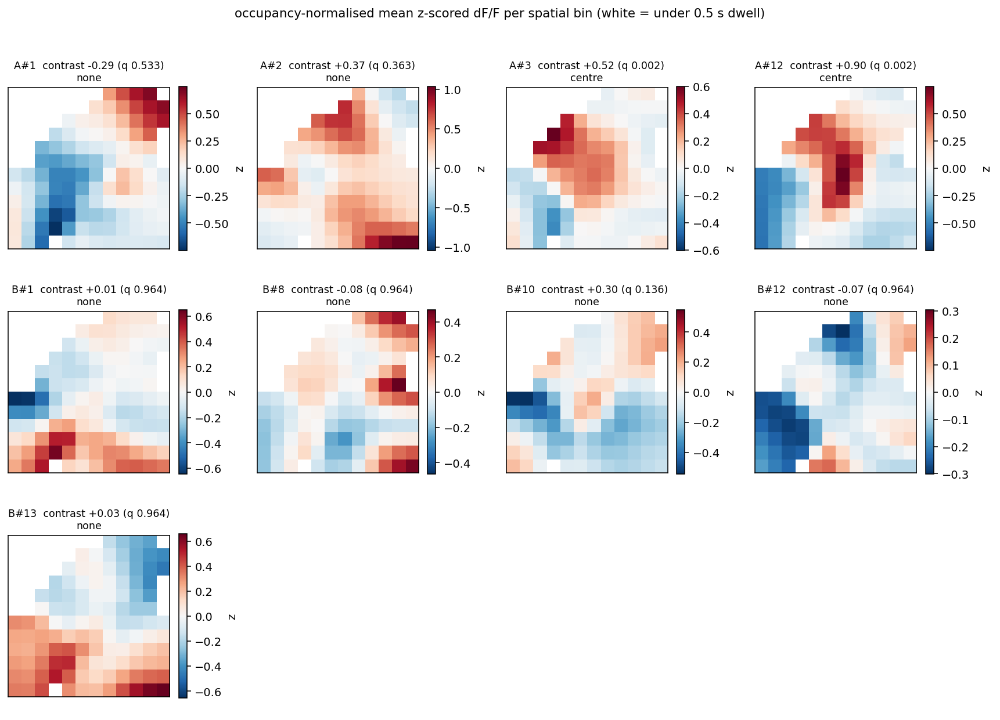 occupancy-normalised mean z-scored dF/F per spatial bin (white = under 0.5 s dwell)
A#1 contrast -0.29 (q 0.533)
none
0.50
0.25
0.00
−0.25
−0.50
z
A#2 contrast +0.37 (q 0.363)
none
1.0
0.5
0.0
−0.5
−1.0
z
A#3 contrast +0.52 (q 0.002)
centre
0.6
0.4
0.2
0.0
−0.2
−0.4
−0.6
z
A#12 contrast +0.90 (q 0.002)
centre
0.50
0.25
0.00
−0.25
−0.50
z
B#1 contrast +0.01 (q 0.964)
none
0.6
0.4
0.2
0.0
−0.2
−0.4
−0.6
z
B#8 contrast -0.08 (q 0.964)
none
0.4
0.2
0.0
−0.2
−0.4
z
B#10 contrast +0.30 (q 0.136)
none
0.4
0.2
0.0
−0.2
−0.4
z
B#12 contrast -0.07 (q 0.964)
none
0.3
0.2
0.1
0.0
−0.1
−0.2
−0.3
z
B#13 contrast +0.03 (q 0.964)
none
0.6
0.4
0.2
0.0
−0.2
−0.4
−0.6
z